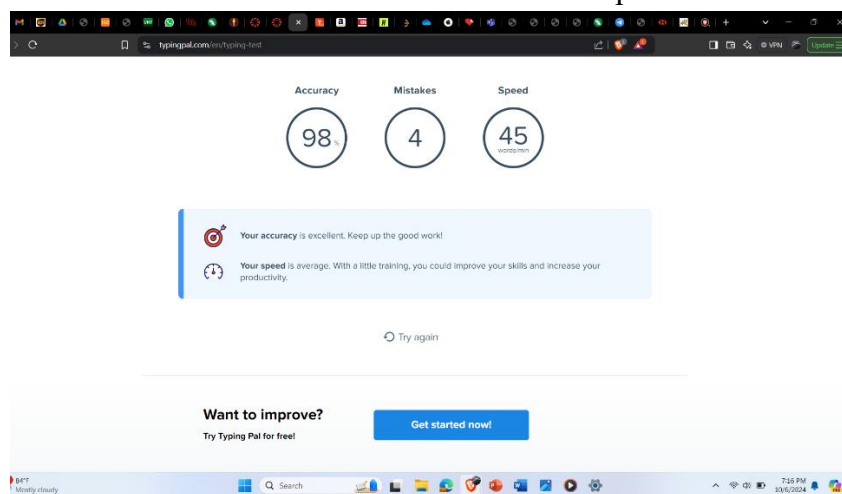 typingpal.com/en/typing-test
VPN
Update
Accuracy Mistakes Speed
98 % 4 45
words/min
Your accuracy is excellent. Keep up the good work!
Your speed is average. With a little training, you could improve your skills and increase your
productivity.
Try again
Want to improve?
Try Typing Pal for free!
Get started now!
84°F
Mostly cloudy
Search
7:16 PM
10/6/2024